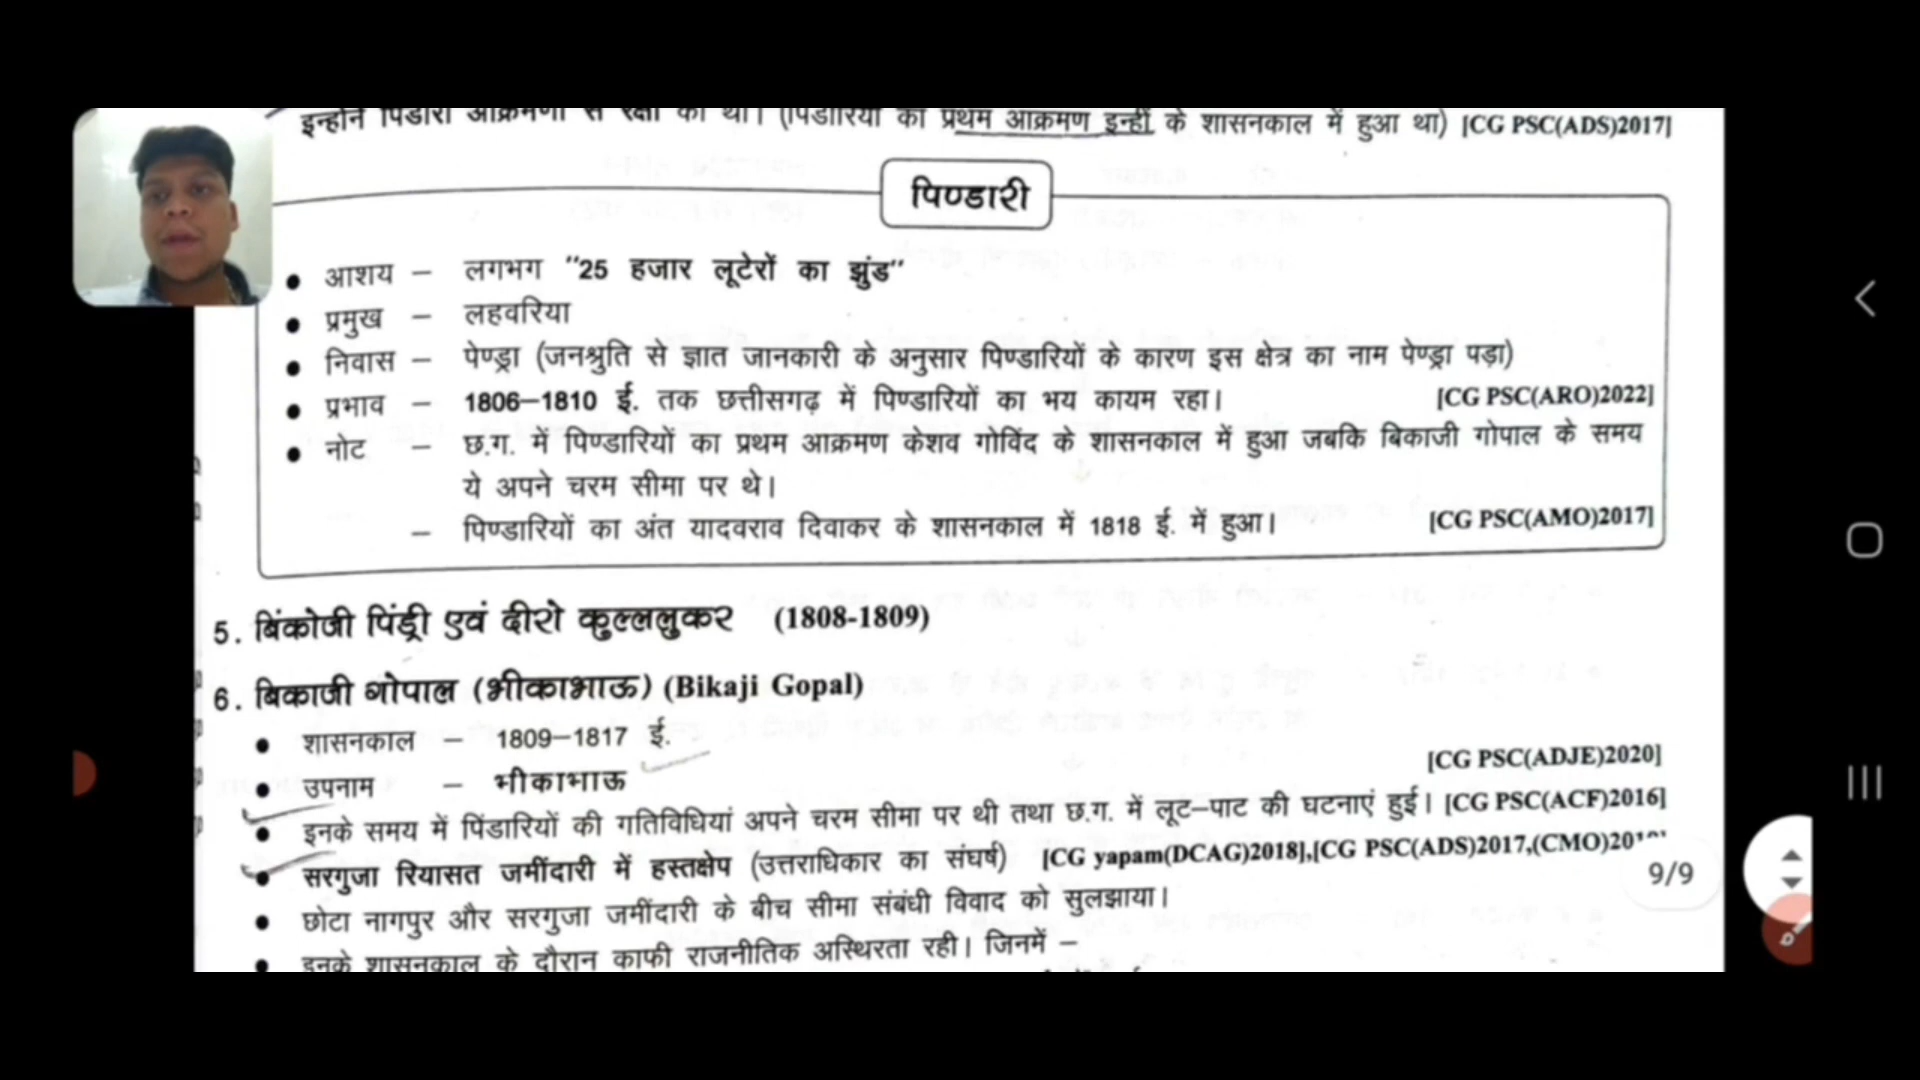 इन्होंने पिंडारी आक्रमणों से रक्षा की थी। (पिंडारियों का प्रथम आक्रमण इन्हीं के शासनकाल में हुआ था) [CG PSC(ADS)2017]
पिण्डारी
● आशय – लगभग "25 हजार लूटेरों का झुंड"
● प्रमुख – लहवरिया
● निवास – पेण्ड्रा (जनश्रुति से ज्ञात जानकारी के अनुसार पिण्डारियों के कारण इस क्षेत्र का नाम पेण्ड्रा पड़ा)
● प्रभाव – 1806–1810 ई. तक छत्तीसगढ़ में पिण्डारियों का भय कायम रहा। [CG PSC(ARO)2022]
● नोट – छ.ग. में पिण्डारियों का प्रथम आक्रमण केशव गोविंद के शासनकाल में हुआ जबकि बिकाजी गोपाल के समय
ये अपने चरम सीमा पर थे।
– पिण्डारियों का अंत यादवराव दिवाकर के शासनकाल में 1818 ई. में हुआ। [CG PSC(AMO)2017]
5. बिंकोजी पिंड्री एवं दीरो कुल्ललुकर (1808-1809)
6. बिकाजी गोपाल (भीकाभाऊ) (Bikaji Gopal)
● शासनकाल – 1809–1817 ई.
● उपनाम – भीकाभाऊ [CG PSC(ADJE)2020]
● इनके समय में पिंडारियों की गतिविधियां अपने चरम सीमा पर थी तथा छ.ग. में लूट–पाट की घटनाएं हुई। [CG PSC(ACF)2016]
● सरगुजा रियासत जमींदारी में हस्तक्षेप (उत्तराधिकार का संघर्ष) [CG yapam(DCAG)2018],[CG PSC(ADS)2017,(CMO)
9/9
● छोटा नागपुर और सरगुजा जमींदारी के बीच सीमा संबंधी विवाद को सुलझाया।
● इनके शासनकाल के दौरान काफी राजनीतिक अस्थिरता रही। जिनमें –